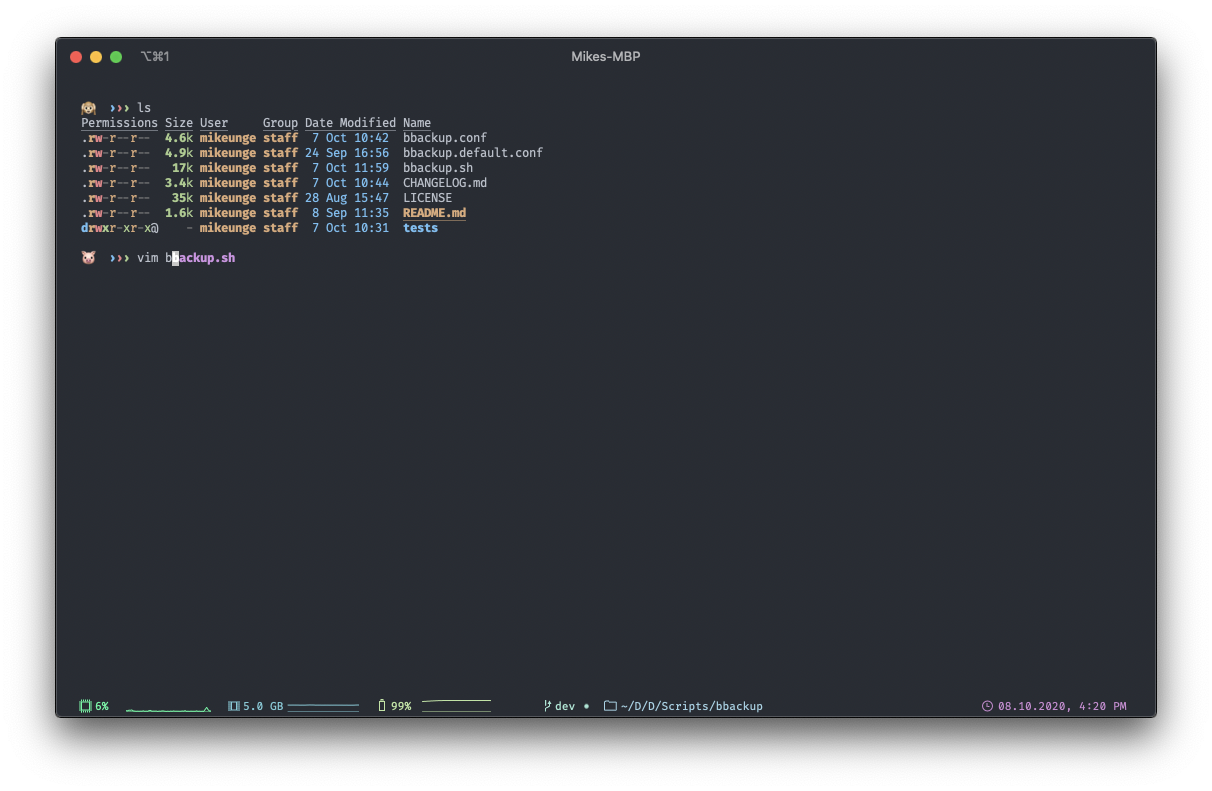 ⌥⌘1 Mikes-MBP
🙉 ››› ls
Permissions Size User Group Date Modified Name
.rw-r--r-- 4.6k mikeunge staff 7 Oct 10:42 bbackup.conf
.rw-r--r-- 4.9k mikeunge staff 24 Sep 16:56 bbackup.default.conf
.rw-r--r-- 17k mikeunge staff 7 Oct 11:59 bbackup.sh
.rw-r--r-- 3.4k mikeunge staff 7 Oct 10:44 CHANGELOG.md
.rw-r--r-- 35k mikeunge staff 28 Aug 15:47 LICENSE
.rw-r--r-- 1.6k mikeunge staff 8 Sep 11:35 README.md
drwxr-xr-x@ - mikeunge staff 7 Oct 10:31 tests
🐷 ››› vim bbackup.sh
6% 5.0 GB 99% dev • ~/D/D/Scripts/bbackup 08.10.2020, 4:20 PM